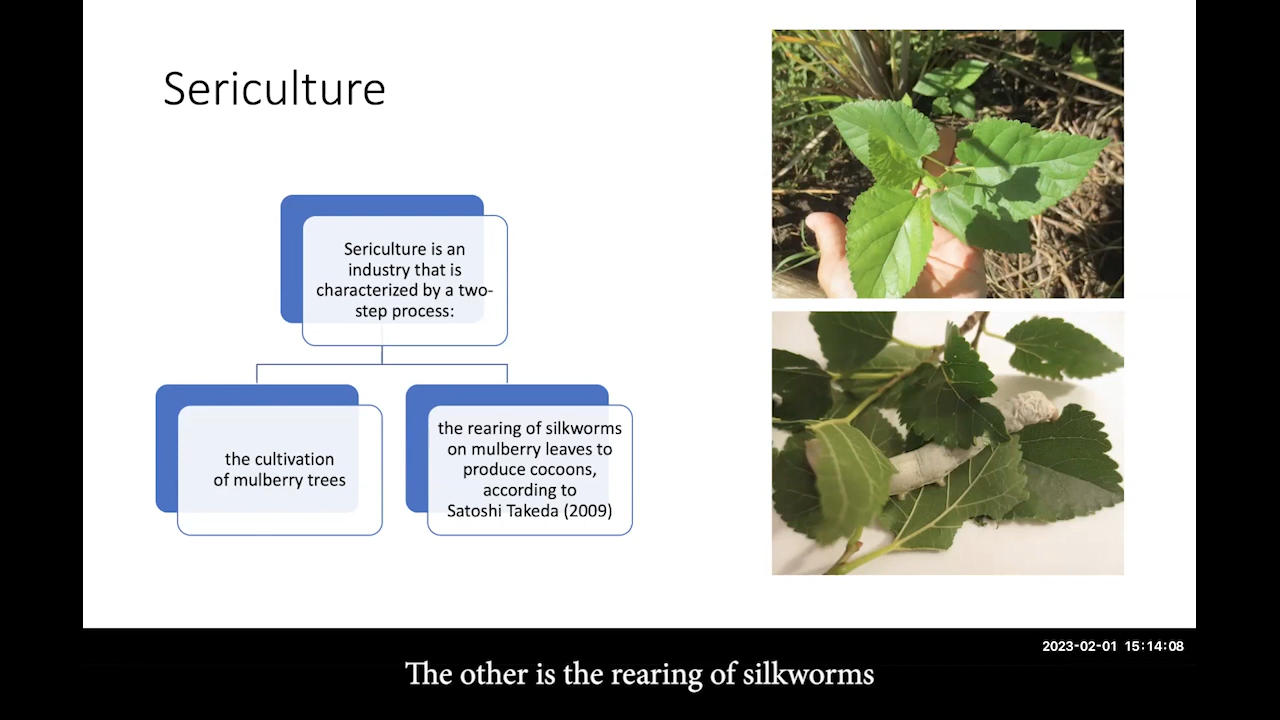 Sericulture
Sericulture is an
industry that is
characterized by a two-
step process:
the cultivation
of mulberry trees
the rearing of silkworms
on mulberry leaves to
produce cocoons,
according to
Satoshi Takeda (2009)
2023-02-01 15:14:08
The other is the rearing of silkworms